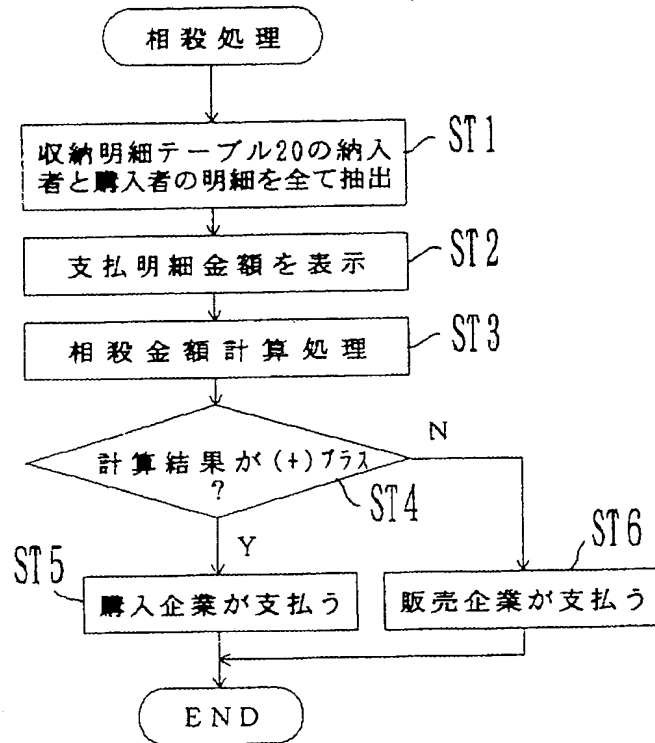 相殺処理
収納明細テーブル20の納入
者と購入者の明細を全て抽出
ST1
支払明細金額を表示
ST2
相殺金額計算処理
ST3
計算結果が(+)プラス
?
ST4
N
Y
ST5
購入企業が支払う
ST6
販売企業が支払う
END